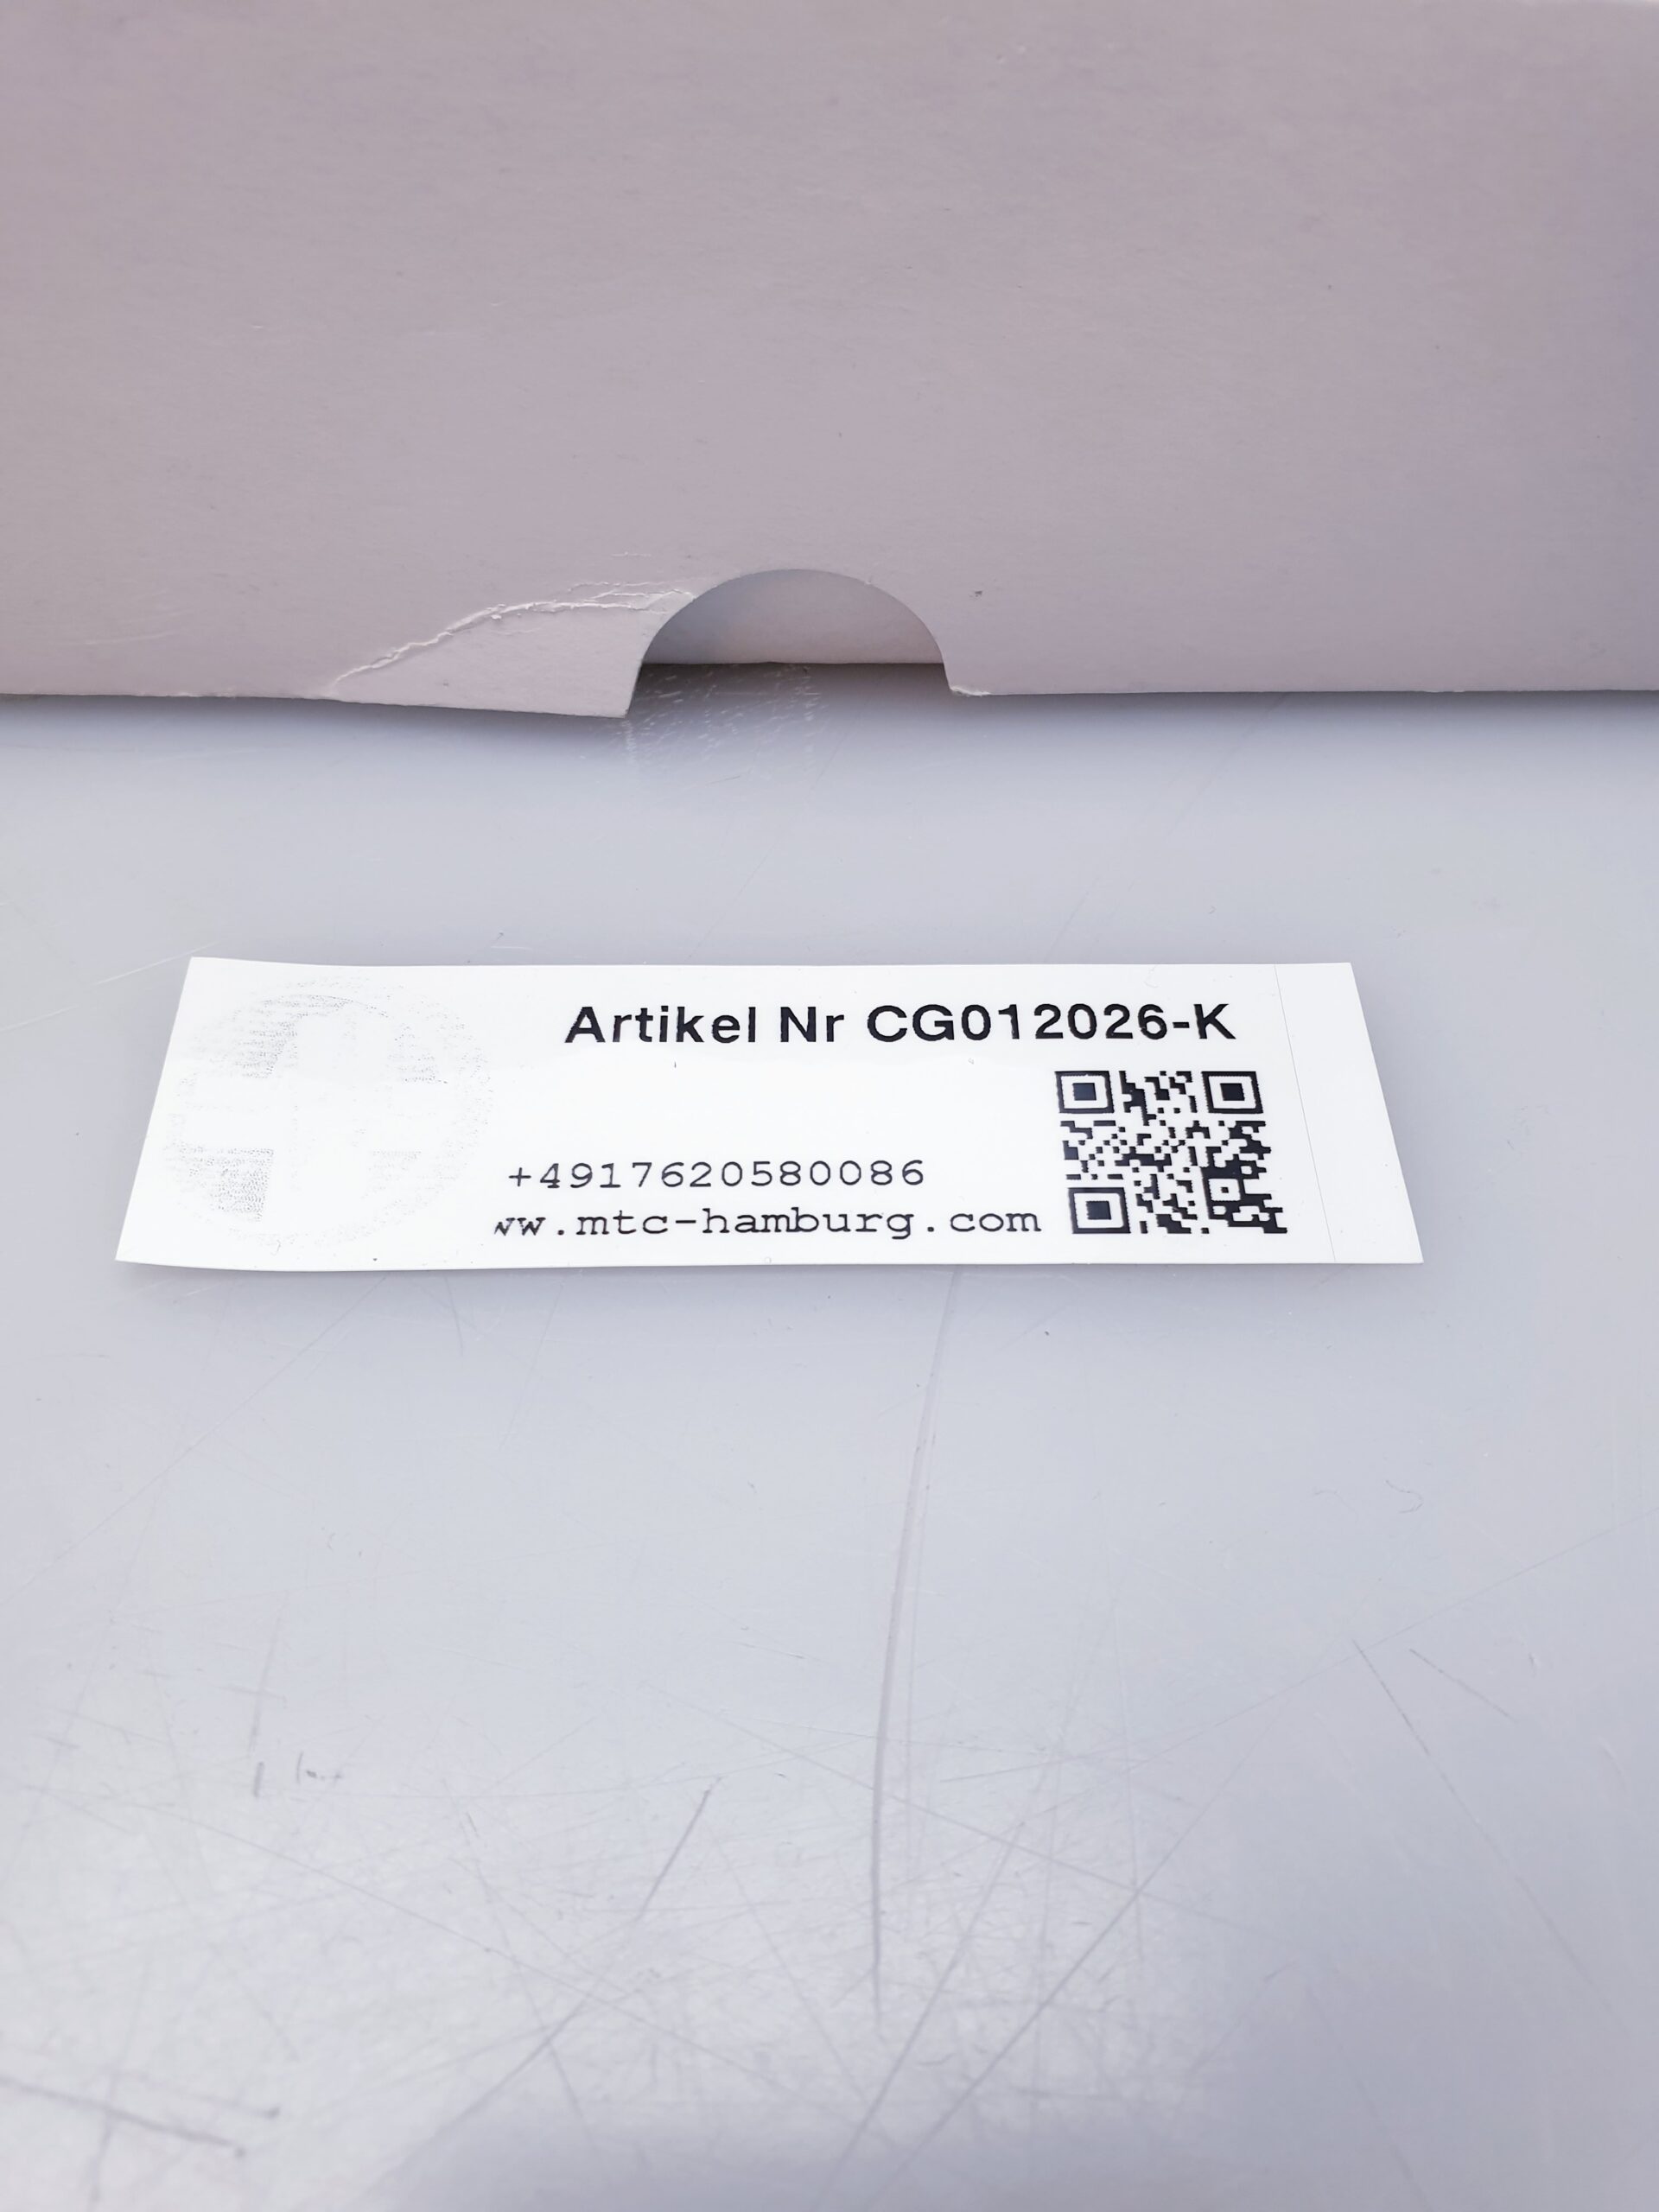 Artikel Nr CG012026-K
+4917620580086
ww.mtc-hamburg.com